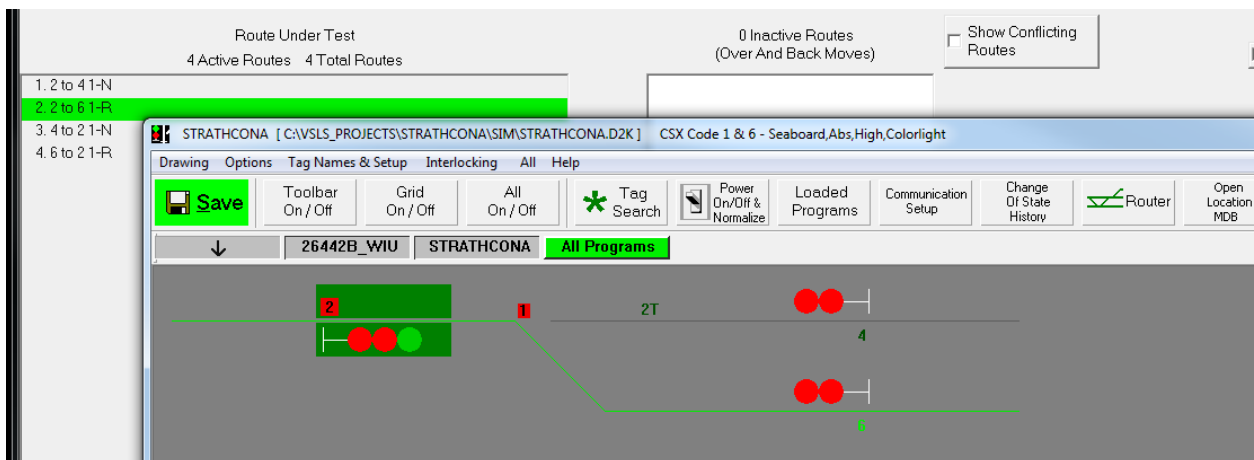 Route Under Test
4 Active Routes 4 Total Routes
0 Inactive Routes
(Over And Back Moves)
Show Conflicting
Routes
1. 2 to 4 1-N
2. 2 to 6 1-R
3. 4 to 2 1-N
4. 6 to 2 1-R
STRATHCONA [ C:\VSLS_PROJECTS\STRATHCONA\SIM\STRATHCONA.D2K ] CSX Code 1 & 6 - Seaboard,Abs,High,Colorlight
Drawing Options Tag Names & Setup Interlocking All Help
Save
Toolbar
On / Off
Grid
On / Off
All
On / Off
Tag
Search
Power
On/Off &
Normalize
Loaded
Programs
Communication
Setup
Change
Of State
History
Router
Open
Location
MDB
26442B_WIU STRATHCONA All Programs
2
1
2T
4
6